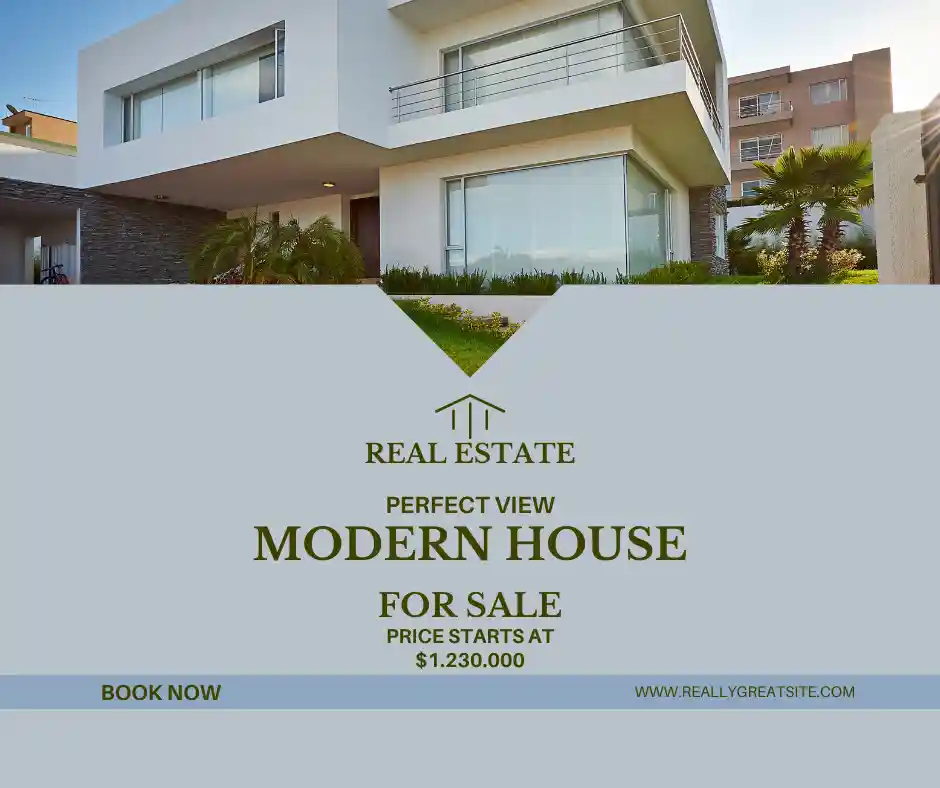 REAL ESTATE
PERFECT VIEW
MODERN HOUSE
FOR SALE
PRICE STARTS AT
$1.230.000
BOOK NOW
WWW.REALLYGREATSITE.COM